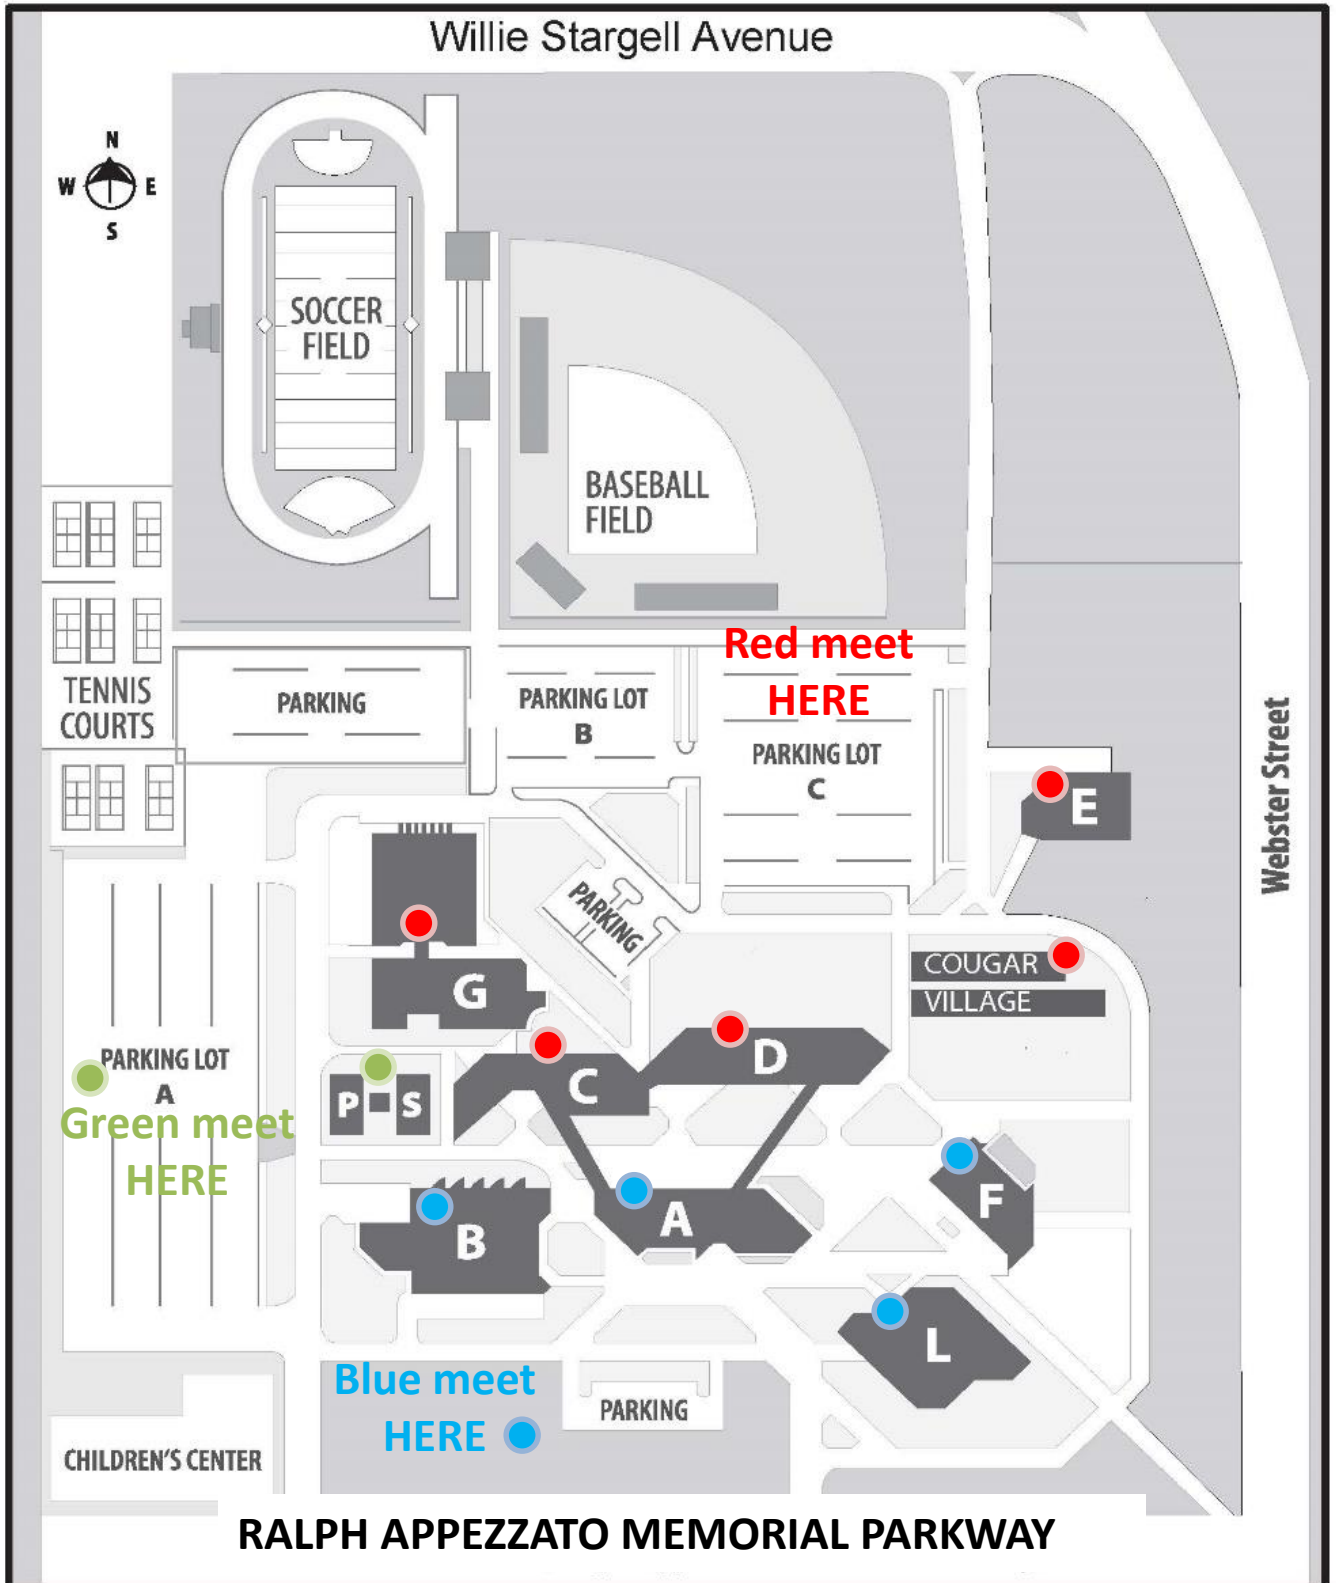 Willie Stargell Avenue
N
W E
S
SOCCER
FIELD
BASEBALL
FIELD
Red meet
HERE
TENNIS
COURTS
PARKING
PARKING LOT
B
PARKING LOT
C
E
Webster Street
PARKING
COUGAR
VILLAGE
G
D
C
PARKING LOT
A
Green meet
HERE
P S
F
A
B
L
Blue meet
HERE
PARKING
CHILDREN'S CENTER
RALPH APPEZZATO MEMORIAL PARKWAY